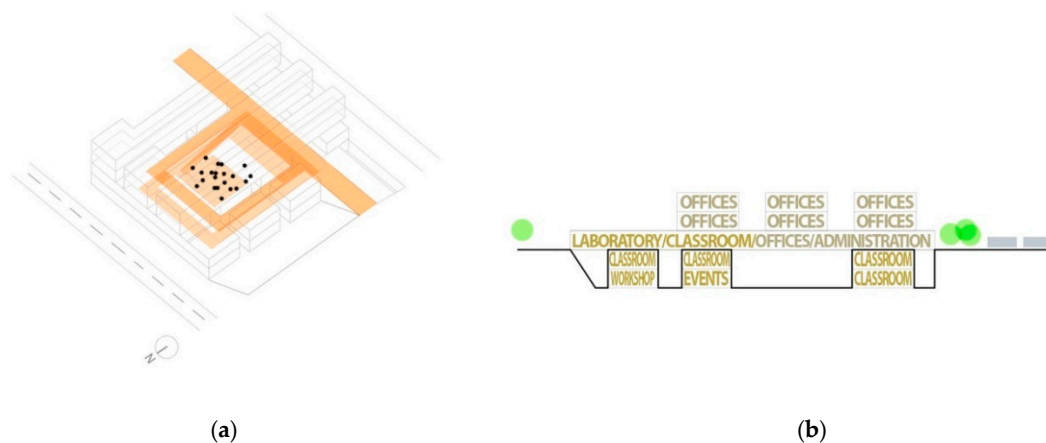 N
OFFICES OFFICES OFFICES
OFFICES OFFICES OFFICES
LABORATORY/CLASSROOM/OFFICES/ADMINISTRATION
CLASSROOM CLASSROOM CLASSROOM
WORKSHOP EVENTS CLASSROOM
(a) (b)